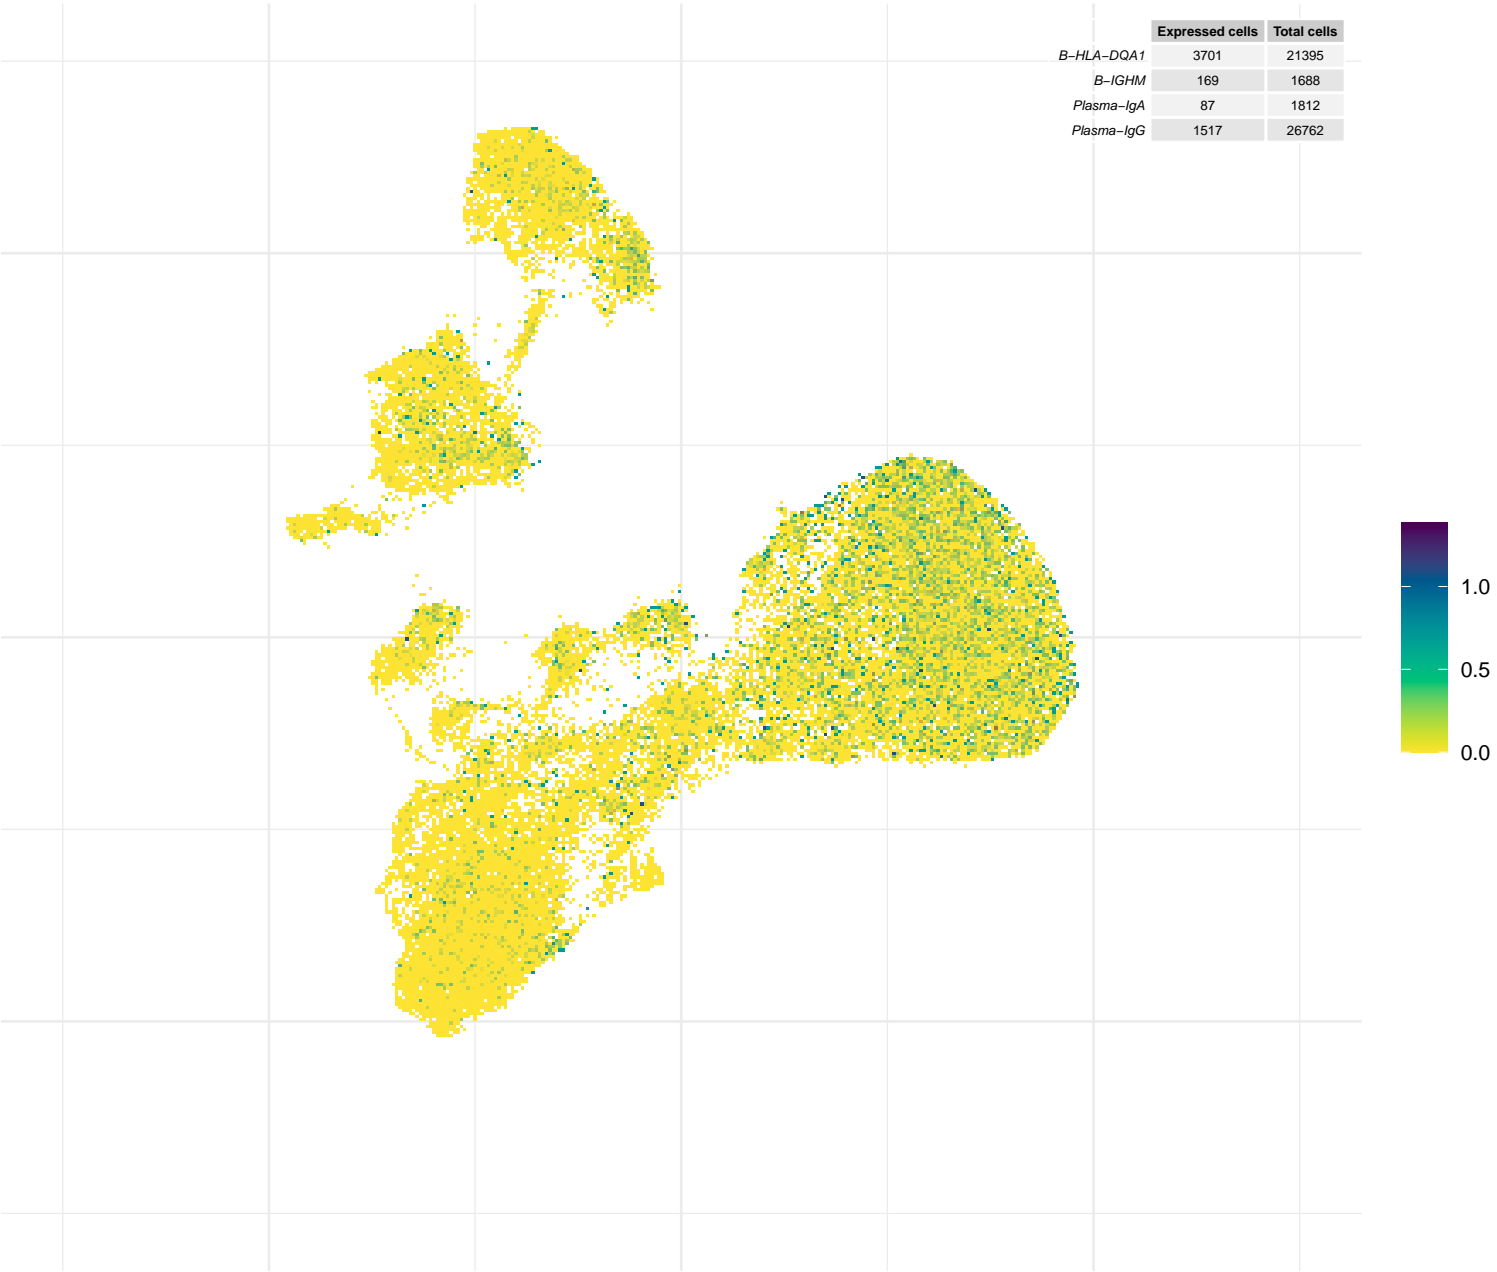 Expressed cells Total cells
B−HLA−DQA1 3701 21395
B−IGHM 169 1688
Plasma−IgA 87 1812
Plasma−IgG 1517 26762
1.0
0.5
0.0